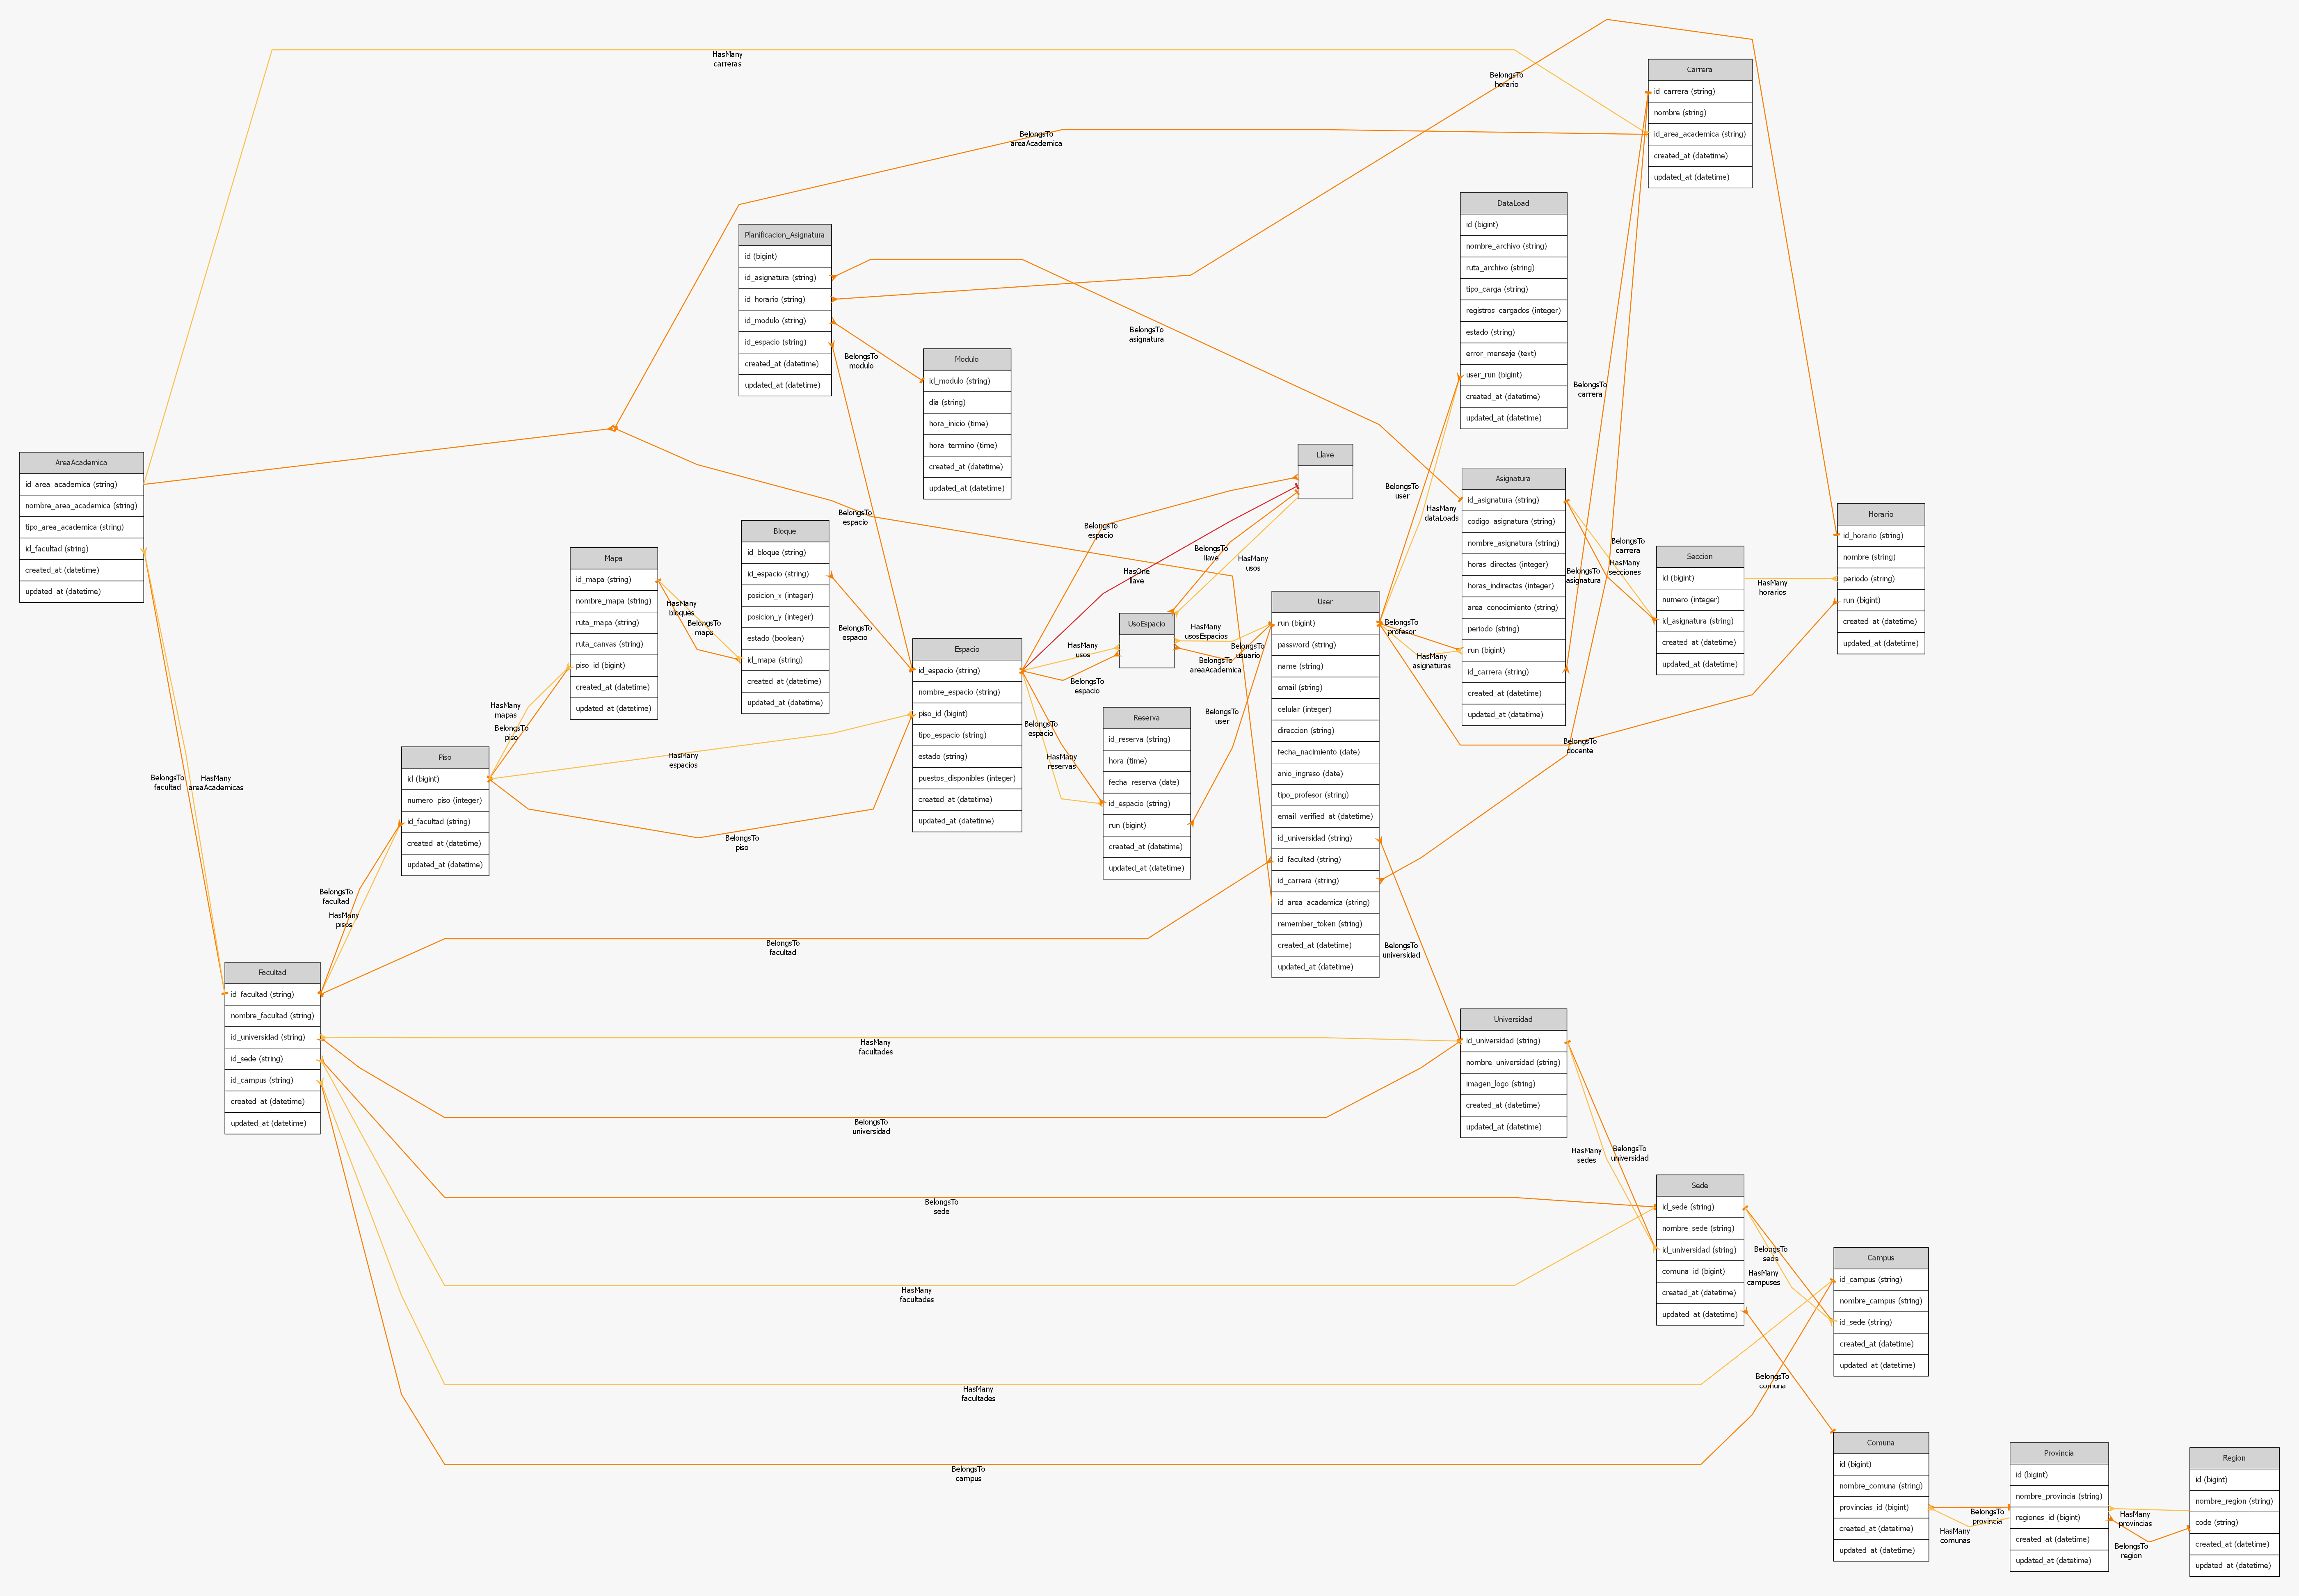 HasMany
carreras
BelongsTo
horario
BelongsTo
areaAcademica
Carrera
id_carrera (string)
nombre (string)
id_area_academica (string)
created_at (datetime)
updated_at (datetime)
Planificacion_Asignatura
id (bigint)
id_asignatura (string)
id_horario (string)
id_modulo (string)
id_espacio (string)
created_at (datetime)
updated_at (datetime)
BelongsTo
modulo
Modulo
id_modulo (string)
dia (string)
hora_inicio (time)
hora_termino (time)
created_at (datetime)
updated_at (datetime)
BelongsTo
asignatura
DataLoad
id (bigint)
nombre_archivo (string)
ruta_archivo (string)
tipo_carga (string)
registros_cargados (integer)
estado (string)
error_mensaje (text)
user_run (bigint)
created_at (datetime)
updated_at (datetime)
BelongsTo
carrera
AreaAcademica
id_area_academica (string)
nombre_area_academica (string)
tipo_area_academica (string)
id_facultad (string)
created_at (datetime)
updated_at (datetime)
Mapa
id_mapa (string)
nombre_mapa (string)
ruta_mapa (string)
ruta_canvas (string)
piso_id (bigint)
created_at (datetime)
updated_at (datetime)
HasMany
bloques
BelongsTo
mapa
Bloque
id_bloque (string)
id_espacio (string)
posicion_x (integer)
posicion_y (integer)
estado (boolean)
id_mapa (string)
created_at (datetime)
updated_at (datetime)
BelongsTo
espacio
BelongsTo
espacio
Espacio
id_espacio (string)
nombre_espacio (string)
piso_id (bigint)
tipo_espacio (string)
estado (string)
puestos_disponibles (integer)
created_at (datetime)
updated_at (datetime)
Llave
BelongsTo
espacio
HasOne
llave
BelongsTo
llave
HasMany
usos
UsoEspacio
HasMany
usos
BelongsTo
espacio
HasMany
usosEspacios
BelongsTo
usuario
BelongsTo
areaAcademica
BelongsTo
espacio
HasMany
reservas
Reserva
id_reserva (string)
hora (time)
fecha_reserva (date)
id_espacio (string)
run (bigint)
created_at (datetime)
updated_at (datetime)
BelongsTo
user
User
run (bigint)
password (string)
name (string)
email (string)
celular (integer)
direccion (string)
fecha_nacimiento (date)
anio_ingreso (date)
tipo_profesor (string)
email_verified_at (datetime)
id_universidad (string)
id_facultad (string)
id_carrera (string)
id_area_academica (string)
remember_token (string)
created_at (datetime)
updated_at (datetime)
BelongsTo
user
HasMany
dataLoads
BelongsTo
profesor
HasMany
asignaturas
Asignatura
id_asignatura (string)
codigo_asignatura (string)
nombre_asignatura (string)
horas_directas (integer)
horas_indirectas (integer)
area_conocimiento (string)
periodo (string)
run (bigint)
id_carrera (string)
created_at (datetime)
updated_at (datetime)
BelongsTo
carrera
HasMany
secciones
BelongsTo
asignatura
Seccion
id (bigint)
numero (integer)
id_asignatura (string)
created_at (datetime)
updated_at (datetime)
HasMany
horarios
Horario
id_horario (string)
nombre (string)
periodo (string)
run (bigint)
created_at (datetime)
updated_at (datetime)
BelongsTo
docente
HasMany
mapas
BelongsTo
piso
Piso
id (bigint)
numero_piso (integer)
id_facultad (string)
created_at (datetime)
updated_at (datetime)
HasMany
espacios
BelongsTo
piso
BelongsTo
facultad
HasMany
areaAcademicas
BelongsTo
facultad
HasMany
pisos
BelongsTo
facultad
BelongsTo
universidad
Facultad
id_facultad (string)
nombre_facultad (string)
id_universidad (string)
id_sede (string)
id_campus (string)
created_at (datetime)
updated_at (datetime)
HasMany
facultades
BelongsTo
universidad
Universidad
id_universidad (string)
nombre_universidad (string)
imagen_logo (string)
created_at (datetime)
updated_at (datetime)
HasMany
sedes
BelongsTo
universidad
BelongsTo
sede
HasMany
facultades
Sede
id_sede (string)
nombre_sede (string)
id_universidad (string)
comuna_id (bigint)
created_at (datetime)
updated_at (datetime)
BelongsTo
sede
HasMany
campuses
Campus
id_campus (string)
nombre_campus (string)
id_sede (string)
created_at (datetime)
updated_at (datetime)
HasMany
facultades
BelongsTo
campus
BelongsTo
comuna
Comuna
id (bigint)
nombre_comuna (string)
provincias_id (bigint)
created_at (datetime)
updated_at (datetime)
BelongsTo
provincia
HasMany
comunas
Provincia
id (bigint)
nombre_provincia (string)
regiones_id (bigint)
created_at (datetime)
updated_at (datetime)
HasMany
provincias
BelongsTo
region
Region
id (bigint)
nombre_region (string)
code (string)
created_at (datetime)
updated_at (datetime)